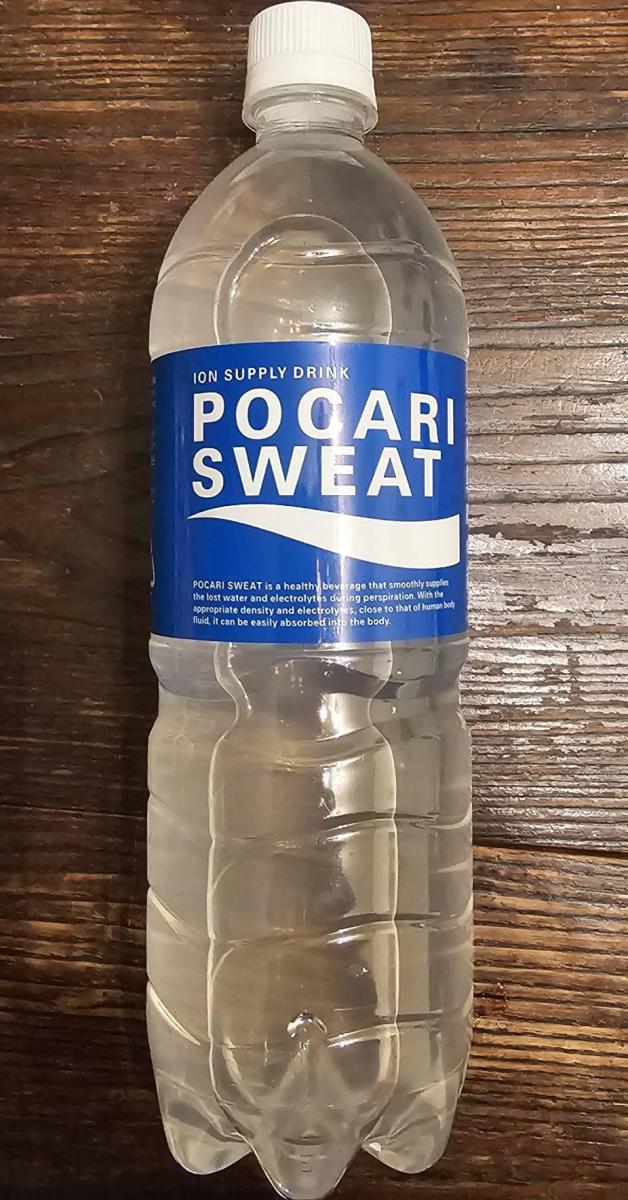 ION SUPPLY DRINK
POCARI
SWEAT
POCARI SWEAT is a healthy beverage that smoothly supplies
the lost water and electrolytes during perspiration. With the
appropriate density and electrolytes, close to that of human body
fluid, it can be easily absorbed into the body.